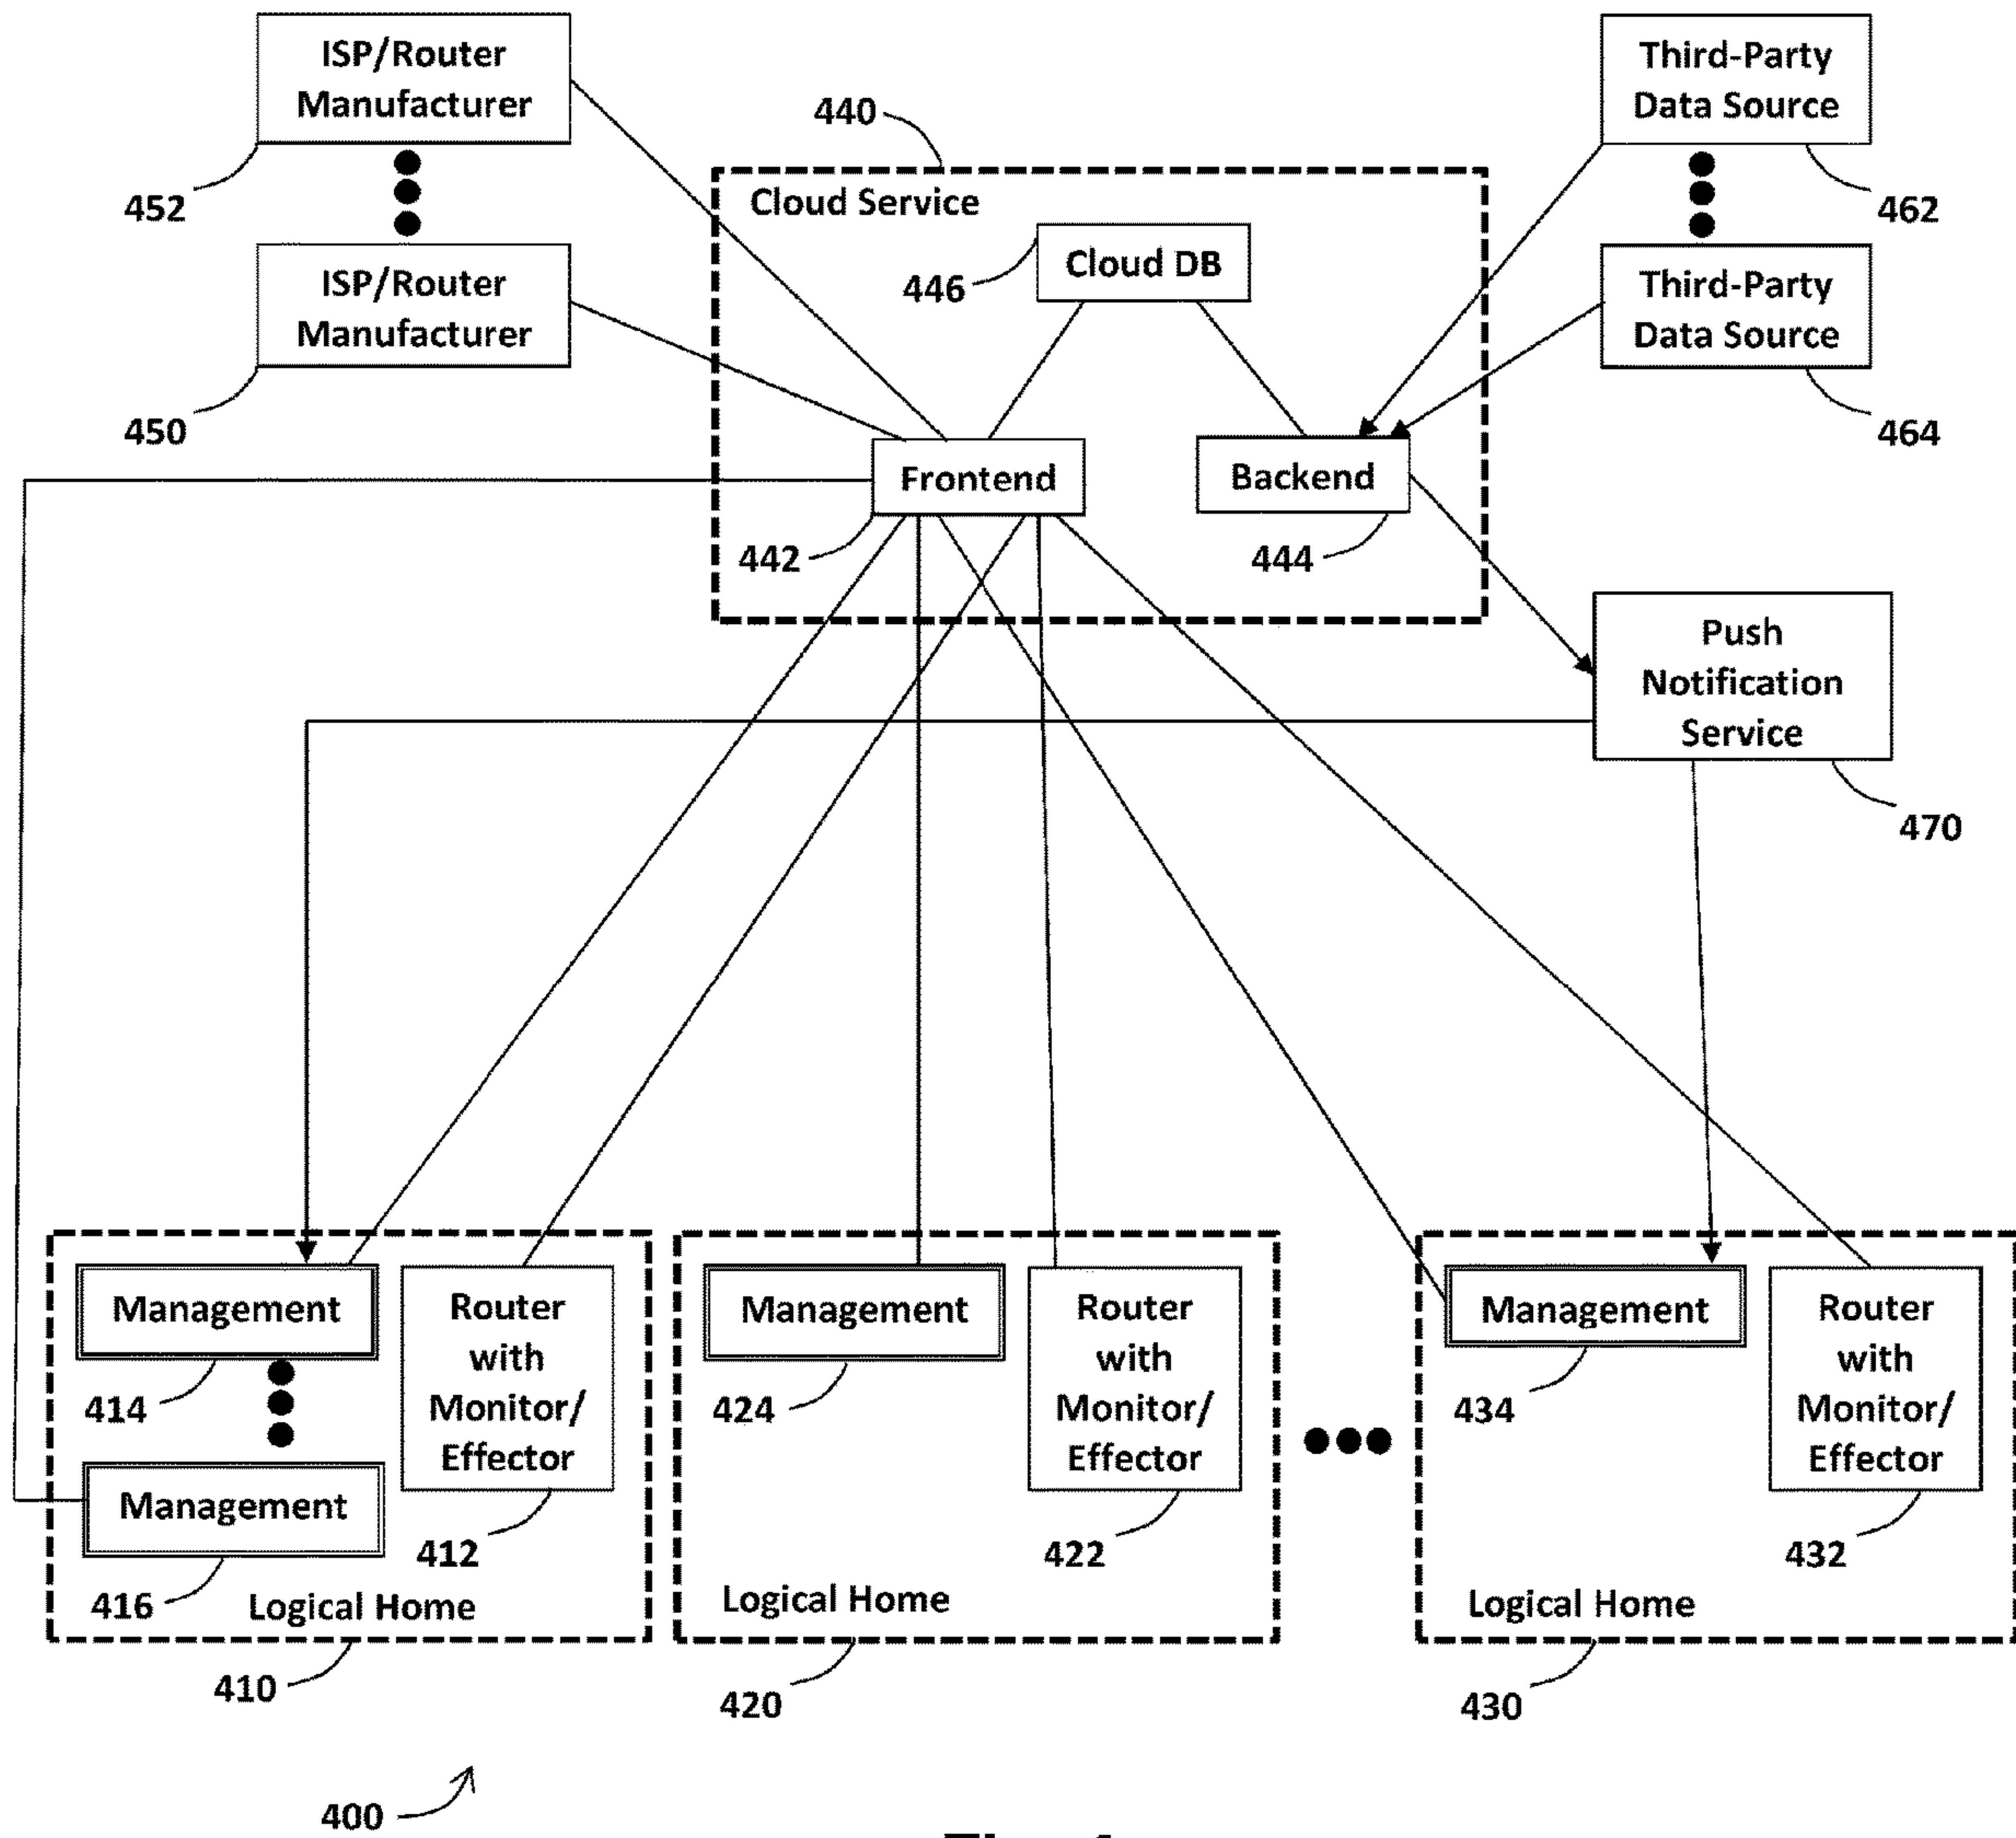 ISP/Router
Manufacturer
452
ISP/Router
Manufacturer
450
440
Cloud Service
Cloud DB
446
Frontend
442
Backend
444
Third-Party
Data Source
462
Third-Party
Data Source
464
Push
Notification
Service
470
Management
414
Management
416
Router
with
Monitor/
Effector
412
Logical Home
410
Management
424
Router
with
Monitor/
Effector
422
Logical Home
420
Management
434
Router
with
Monitor/
Effector
432
Logical Home
430
400